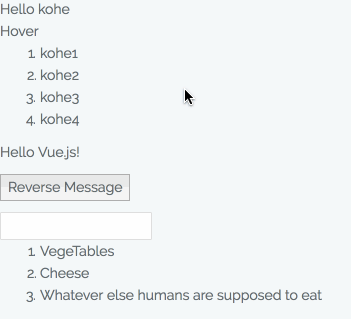 Hello kohe
Hover
1. kohe1
2. kohe2
3. kohe3
4. kohe4
Hello Vue.js!
Reverse Message
1. VegeTables
2. Cheese
3. Whatever else humans are supposed to eat